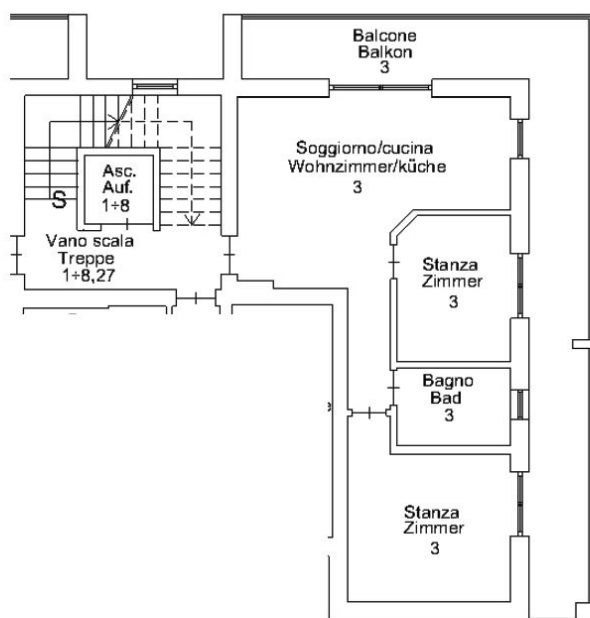 Balcone
Balkon
3
Soggiorno/cucina
Wohnzimmer/küche
3
Asc.
Auf.
1÷8
S
Vano scala
Treppe
1÷8,27
Stanza
Zimmer
3
Bagno
Bad
3
Stanza
Zimmer
3